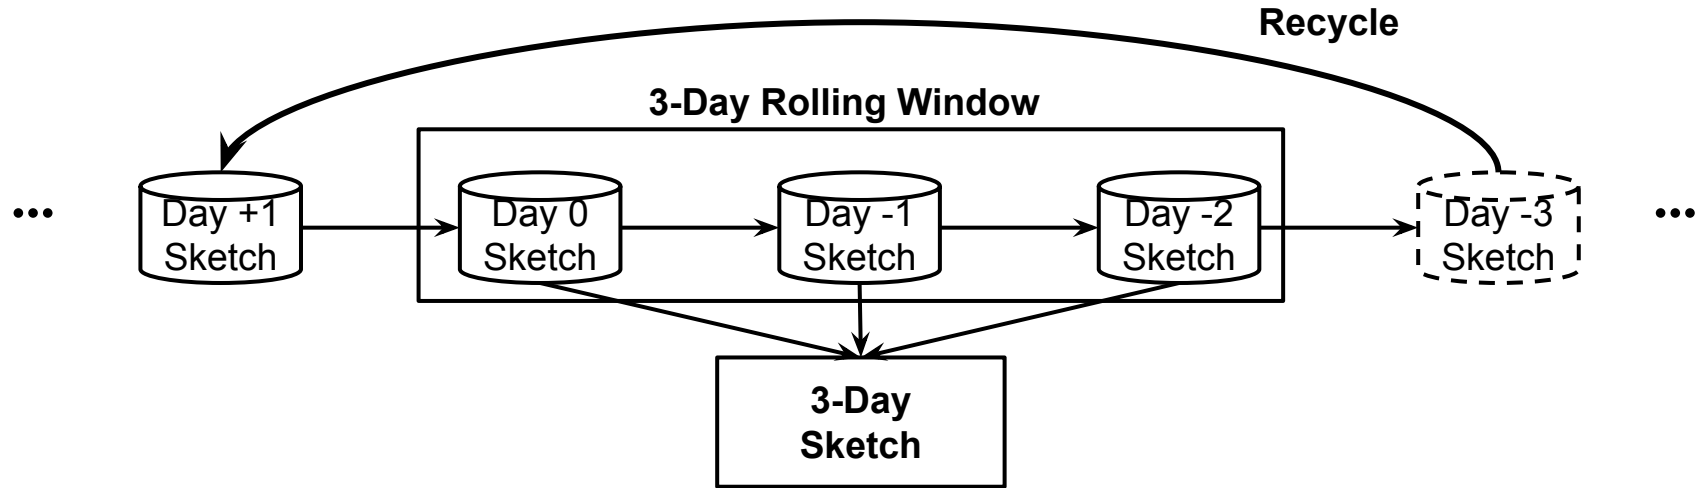 Recycle
3-Day Rolling Window
...
Day +1
Sketch
Day 0
Sketch
Day -1
Sketch
Day -2
Sketch
Day -3
Sketch
...
3-Day
Sketch